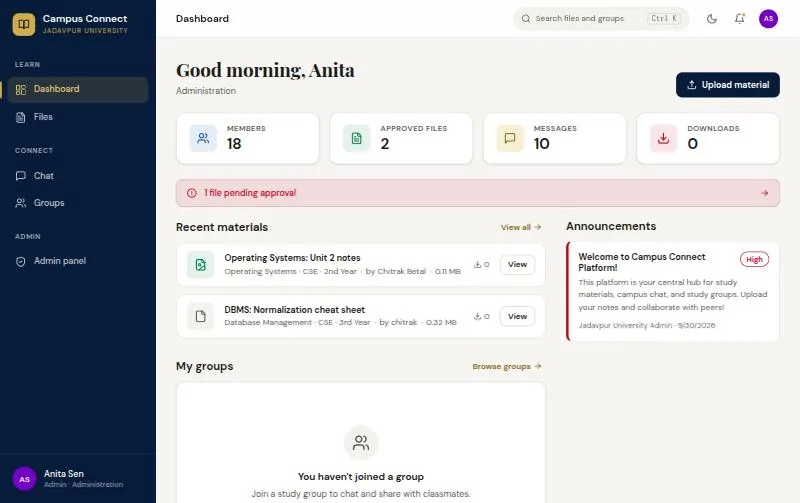 Campus Connect
JADAVPUR UNIVERSITY
LEARN
Dashboard
Files
CONNECT
Chat
Groups
ADMIN
Admin panel
AS
Anita Sen
Admin · Administration
Dashboard
Search files and groups
Ctrl K
AS
Good morning, Anita
Administration
Upload material
MEMBERS
18
APPROVED FILES
2
MESSAGES
10
DOWNLOADS
0
1 file pending approval
Recent materials
View all
Operating Systems: Unit 2 notes
Operating Systems · CSE · 2nd Year · by Chitrak Betal · 0.11 MB
0
View
DBMS: Normalization cheat sheet
Database Management · CSE · 3rd Year · by chitrak · 0.32 MB
0
View
My groups
Browse groups
You haven't joined a group
Join a study group to chat and share with classmates.
Announcements
Welcome to Campus Connect
Platform!
High
This platform is your central hub for study
materials, campus chat, and study groups. Upload
your notes and collaborate with peers!
Jadavpur University Admin · 9/30/2026